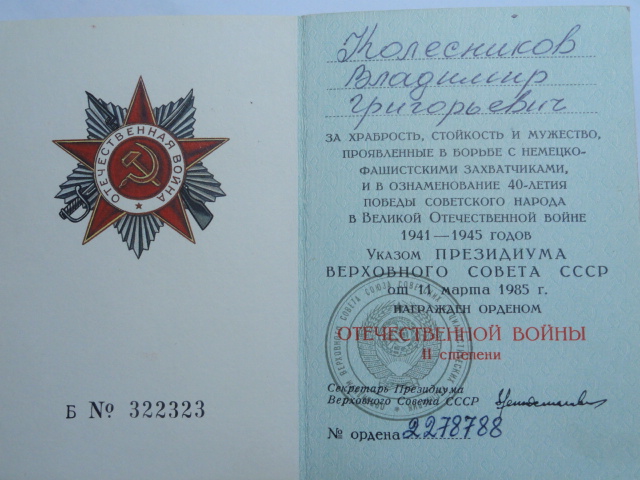 ОТЕЧЕСТВЕННАЯ ВОЙНА
Б № 322323
Колесников
Владимир
Григорьевич
ЗА ХРАБРОСТЬ, СТОЙКОСТЬ И МУЖЕСТВО,
ПРОЯВЛЕННЫЕ В БОРЬБЕ С НЕМЕЦКО-
ФАШИСТСКИМИ ЗАХВАТЧИКАМИ,
И В ОЗНАМЕНОВАНИЕ 40-ЛЕТИЯ
ПОБЕДЫ СОВЕТСКОГО НАРОДА
В ВЕЛИКОЙ ОТЕЧЕСТВЕННОЙ ВОЙНЕ
1941—1945 ГОДОВ
УКАЗОМ ПРЕЗИДИУМА
ВЕРХОВНОГО СОВЕТА СССР
от 11 марта 1985 г.
НАГРАЖДЕН ОРДЕНОМ
ОТЕЧЕСТВЕННОЙ ВОЙНЫ
II степени
Секретарь Президиума
Верховного Совета СССР
№ ордена 2278788